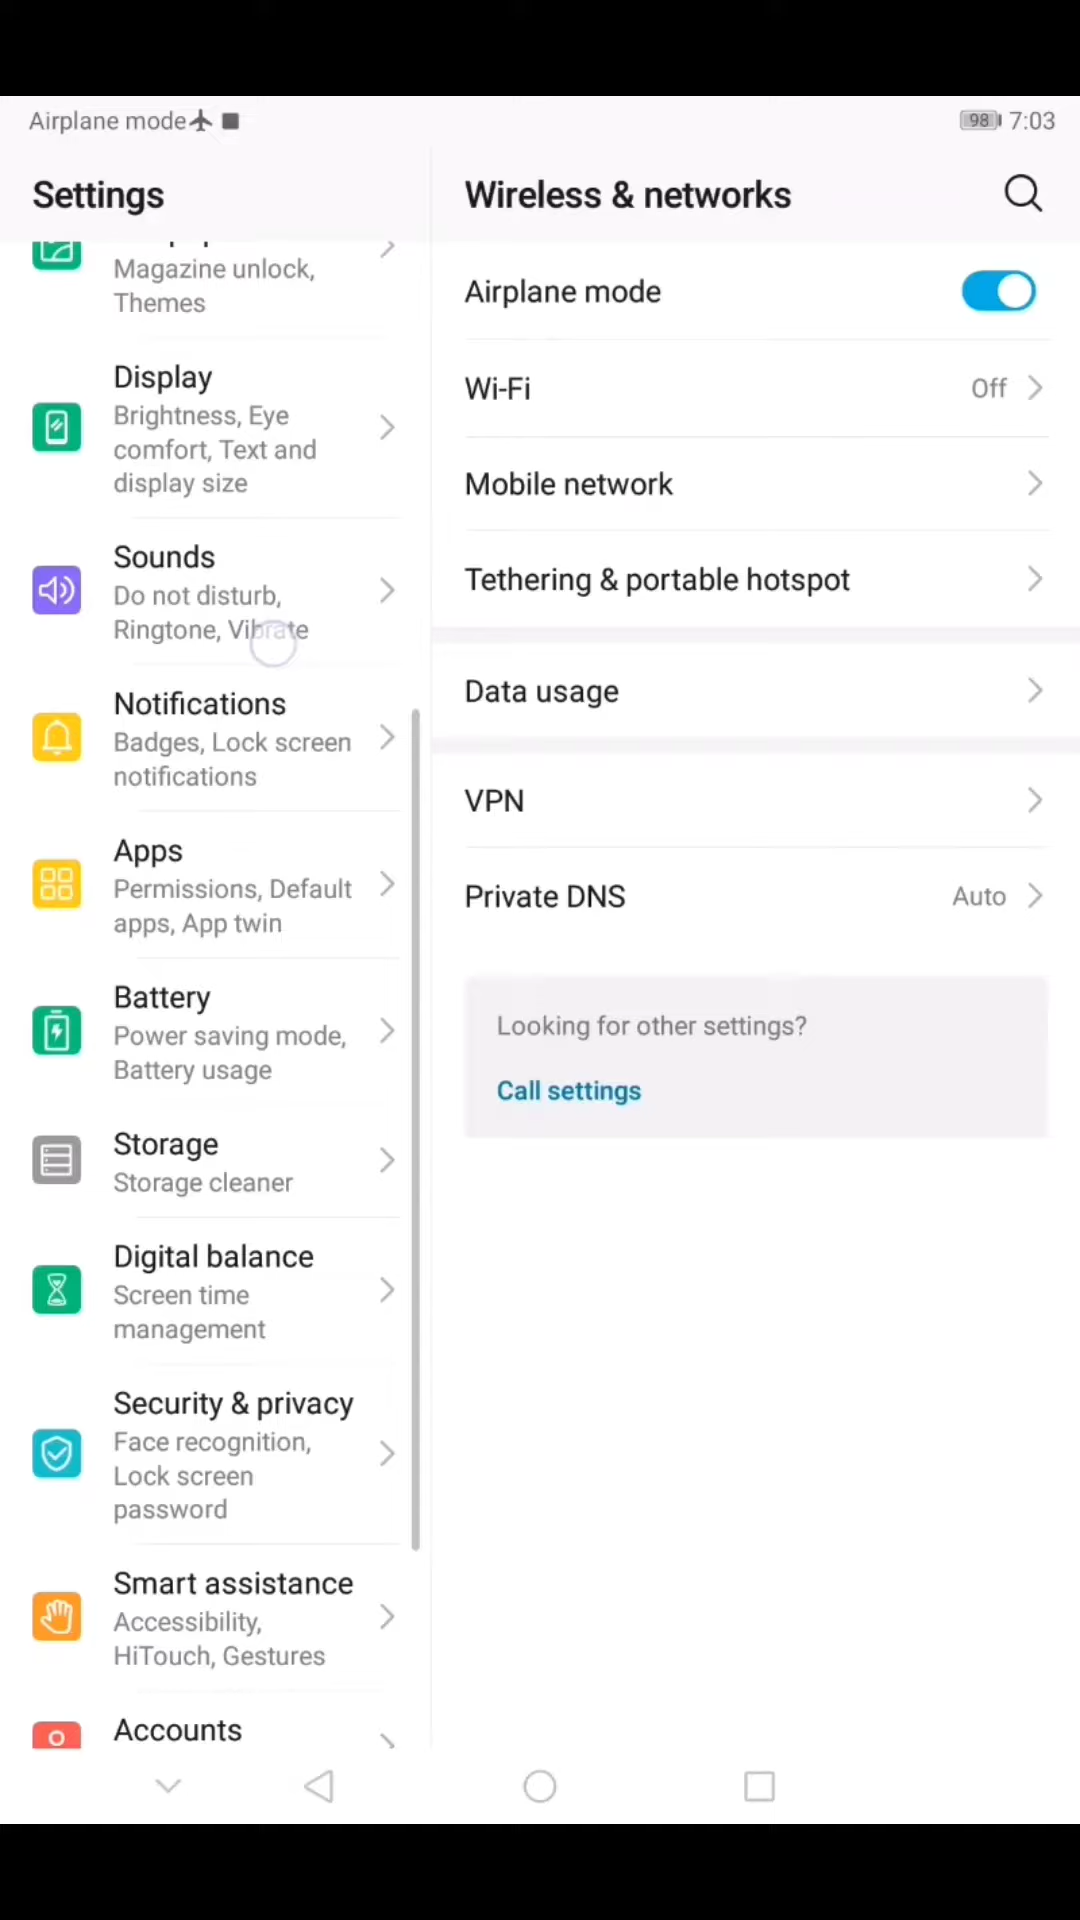 Airplane mode
98 7:03
Settings
Magazine unlock,
Themes
Display
Brightness, Eye
comfort, Text and
display size
Sounds
Do not disturb,
Ringtone, Vibrate
Notifications
Badges, Lock screen
notifications
Apps
Permissions, Default
apps, App twin
Battery
Power saving mode,
Battery usage
Storage
Storage cleaner
Digital balance
Screen time
management
Security & privacy
Face recognition,
Lock screen
password
Smart assistance
Accessibility,
HiTouch, Gestures
Accounts
Wireless & networks
Airplane mode
Wi-Fi Off
Mobile network
Tethering & portable hotspot
Data usage
VPN
Private DNS Auto
Looking for other settings?
Call settings